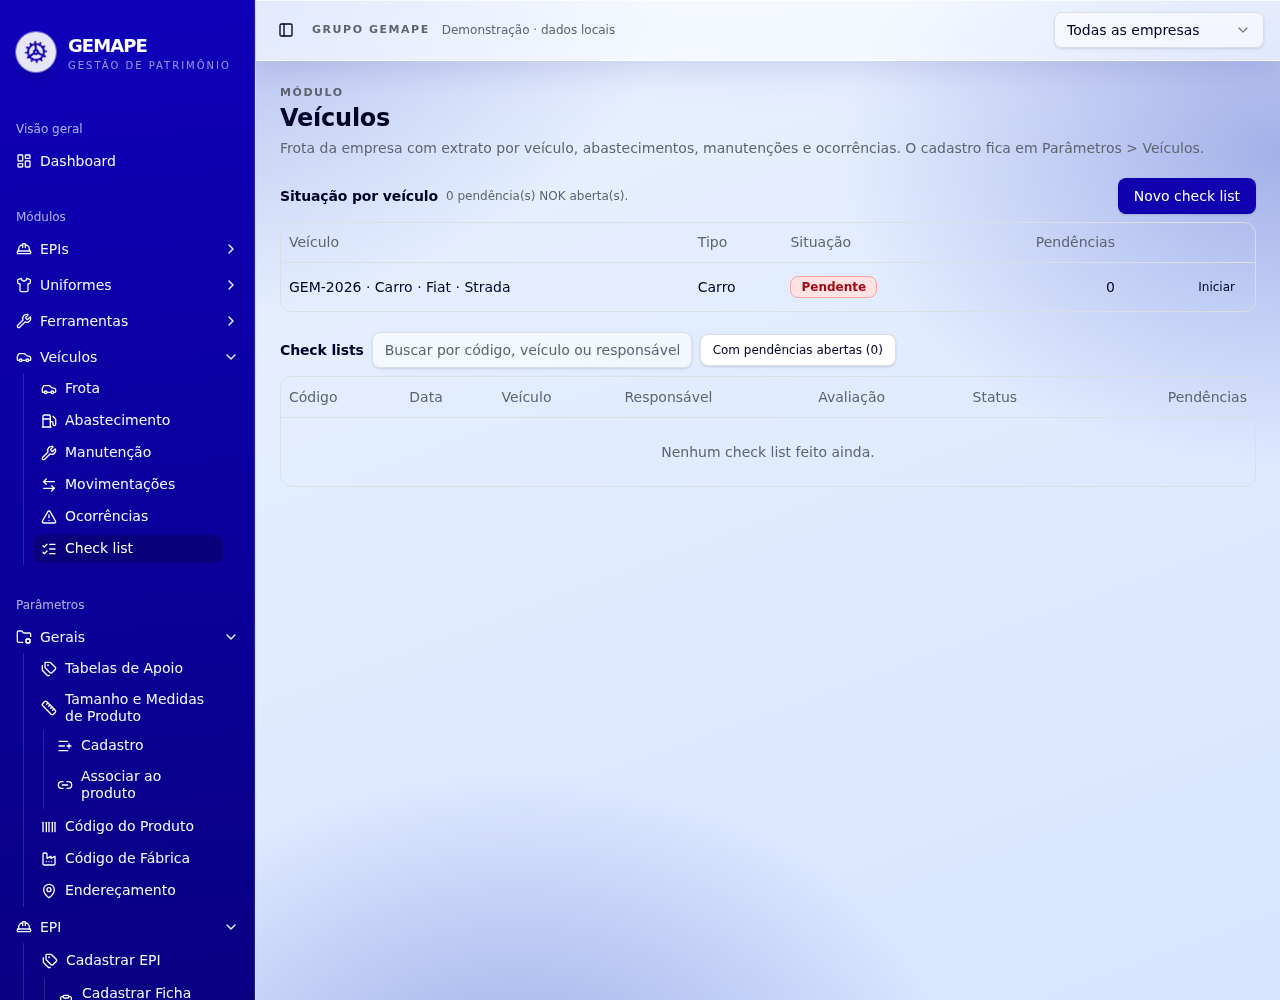 GEMAPE
GESTÃO DE PATRIMÔNIO
Visão geral
Dashboard
Módulos
EPIs
Uniformes
Ferramentas
Veículos
Frota
Abastecimento
Manutenção
Movimentações
Ocorrências
Check list
Parâmetros
Gerais
Tabelas de Apoio
Tamanho e Medidas
de Produto
Cadastro
Associar ao
produto
Código do Produto
Código de Fábrica
Endereçamento
EPI
Cadastrar EPI
Cadastrar Ficha
GRUPO GEMAPE Demonstração · dados locais
Todas as empresas
MÓDULO
Veículos
Frota da empresa com extrato por veículo, abastecimentos, manutenções e ocorrências. O cadastro fica em Parâmetros > Veículos.
Situação por veículo 0 pendência(s) NOK aberta(s).
Novo check list
Veículo Tipo Situação Pendências
GEM-2026 · Carro · Fiat · Strada Carro Pendente 0 Iniciar
Check lists Buscar por código, veículo ou responsável Com pendências abertas (0)
Código Data Veículo Responsável Avaliação Status Pendências
Nenhum check list feito ainda.